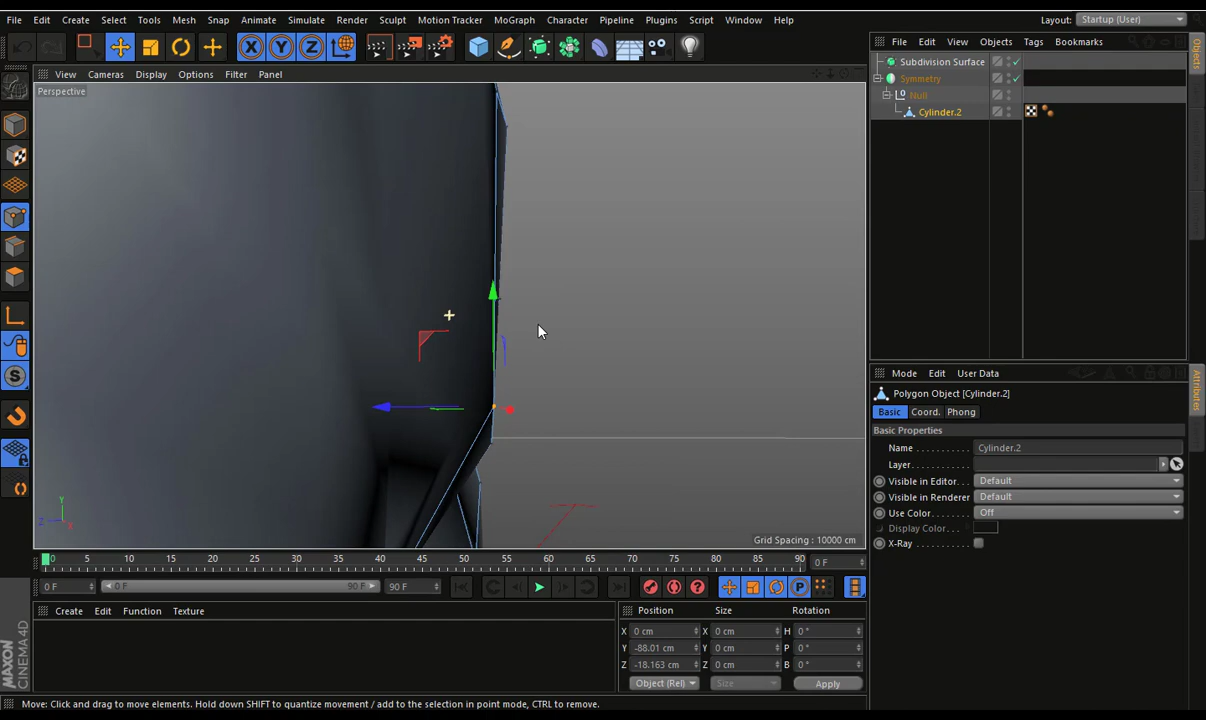 File Edit Create Select Tools Mesh Snap Animate Simulate Render Sculpt Motion Tracker MoGraph Character Pipeline Plugins Script Window Help Layout: Startup (User)
View Cameras Display Options Filter Panel
Perspective
Y
Z
X
Grid Spacing : 10000 cm
File Edit View Objects Tags Bookmarks
Subdivision Surface
Symmetry
Null
Cylinder.2
Objects
Mode Edit User Data
Polygon Object [Cylinder.2]
Basic Coord. Phong
Basic Properties
Name Cylinder.2
Layer
Visible in Editor Default
Visible in Renderer Default
Use Color Off
Display Color
X-Ray
Attributes
0 5 10 15 20 25 30 35 40 45 50 55 60 65 70 75 80 85 90 0 F
0 F 0 F 90 F 90 F
Create Edit Function Texture
Position Size Rotation
X 0 cm X 0 cm H 0 °
Y -88.01 cm Y 0 cm P 0 °
Z -18.163 cm Z 0 cm B 0 °
Object (Rel) Size Apply
MAXON
CINEMA 4D
Move: Click and drag to move elements. Hold down SHIFT to quantize movement / add to the selection in point mode, CTRL to remove.